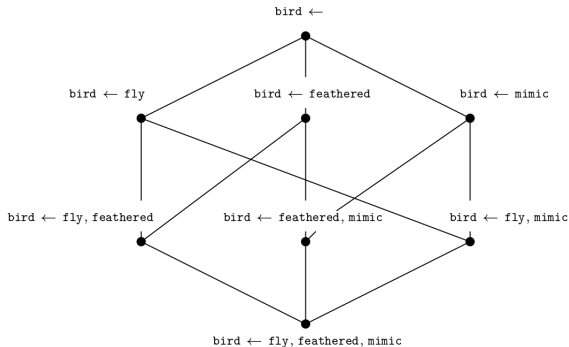 bird ←
bird ← fly
bird ← feathered
bird ← mimic
bird ← fly, feathered
bird ← feathered, mimic
bird ← fly, mimic
bird ← fly, feathered, mimic